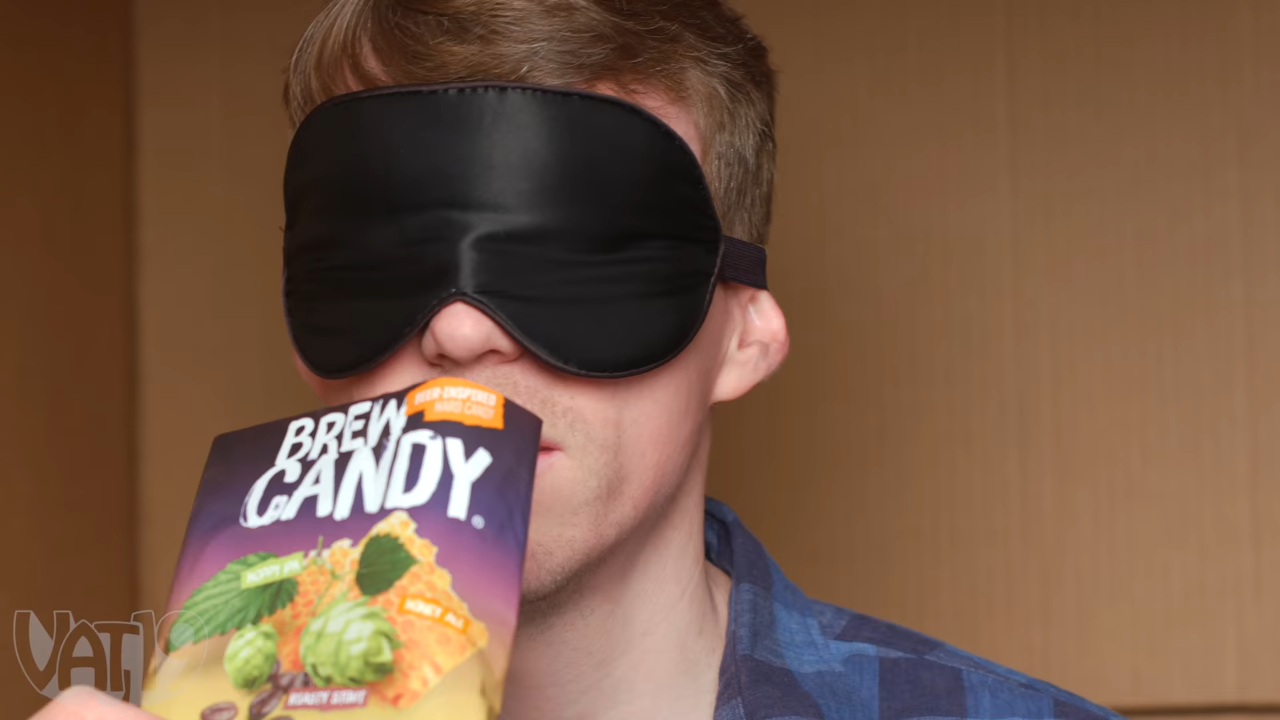 BEER-INSPIRED
HARD CANDY
BREW
CANDY®
HOPPY IPA
HONEY ALE
ROASTY STOUT
VAT19